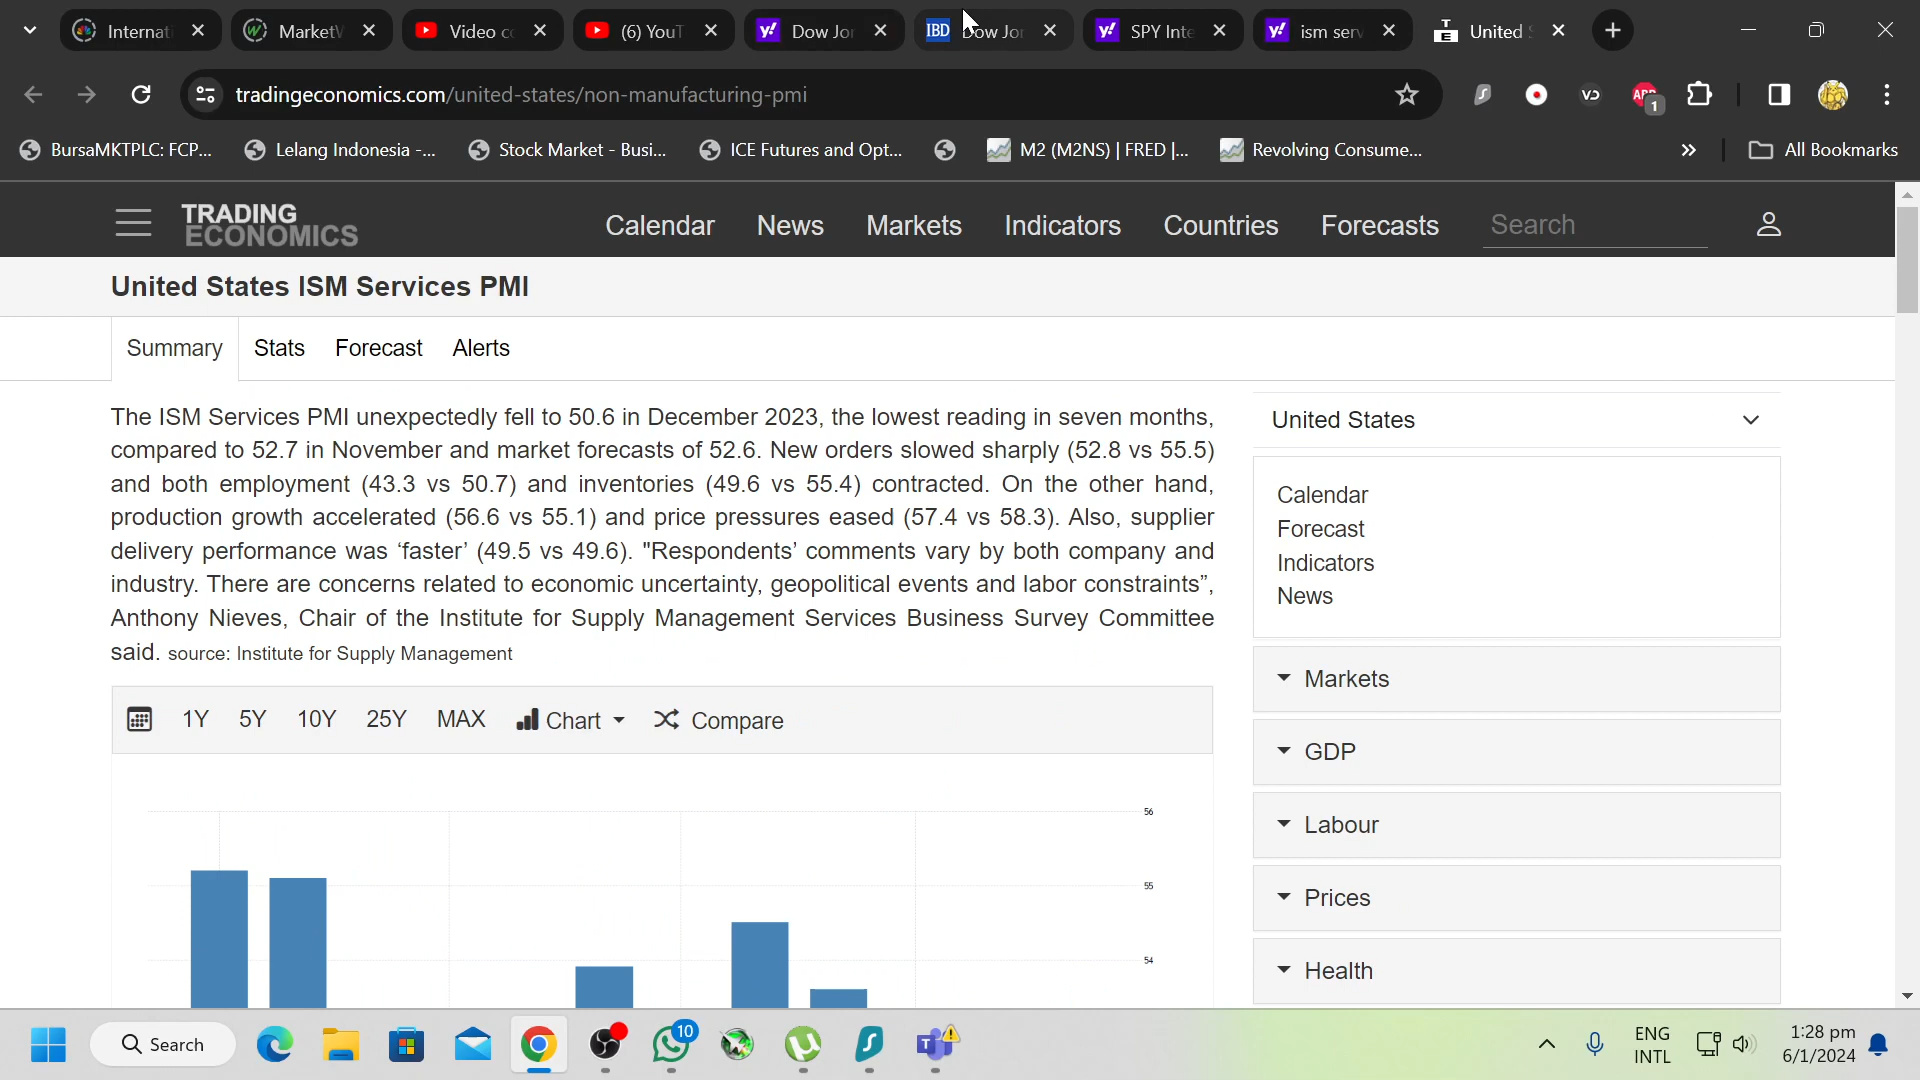 Internati
MarketW
Video co
(6) YouT
Dow Jo
IBD
Dow Jo
SPY Inte
ism serv
TE
United S
tradingeconomics.com/united-states/non-manufacturing-pmi
VD
ABP
1
BursaMKTPLC: FCP...
Lelang Indonesia -...
Stock Market - Busi...
ICE Futures and Opt...
M2 (M2NS) | FRED |...
Revolving Consume...
All Bookmarks
TRADING
ECONOMICS
Calendar
News
Markets
Indicators
Countries
Forecasts
Search
United States ISM Services PMI
Summary
Stats
Forecast
Alerts
The ISM Services PMI unexpectedly fell to 50.6 in December 2023, the lowest reading in seven months,
compared to 52.7 in November and market forecasts of 52.6. New orders slowed sharply (52.8 vs 55.5)
and both employment (43.3 vs 50.7) and inventories (49.6 vs 55.4) contracted. On the other hand,
production growth accelerated (56.6 vs 55.1) and price pressures eased (57.4 vs 58.3). Also, supplier
delivery performance was ‘faster’ (49.5 vs 49.6). "Respondents’ comments vary by both company and
industry. There are concerns related to economic uncertainty, geopolitical events and labor constraints”,
Anthony Nieves, Chair of the Institute for Supply Management Services Business Survey Committee
said. source: Institute for Supply Management
United States
Calendar
Forecast
Indicators
News
Markets
GDP
Labour
Prices
Health
1Y
5Y
10Y
25Y
MAX
Chart
Compare
56
55
54
Search
10
ENG
INTL
1:28 pm
6/1/2024